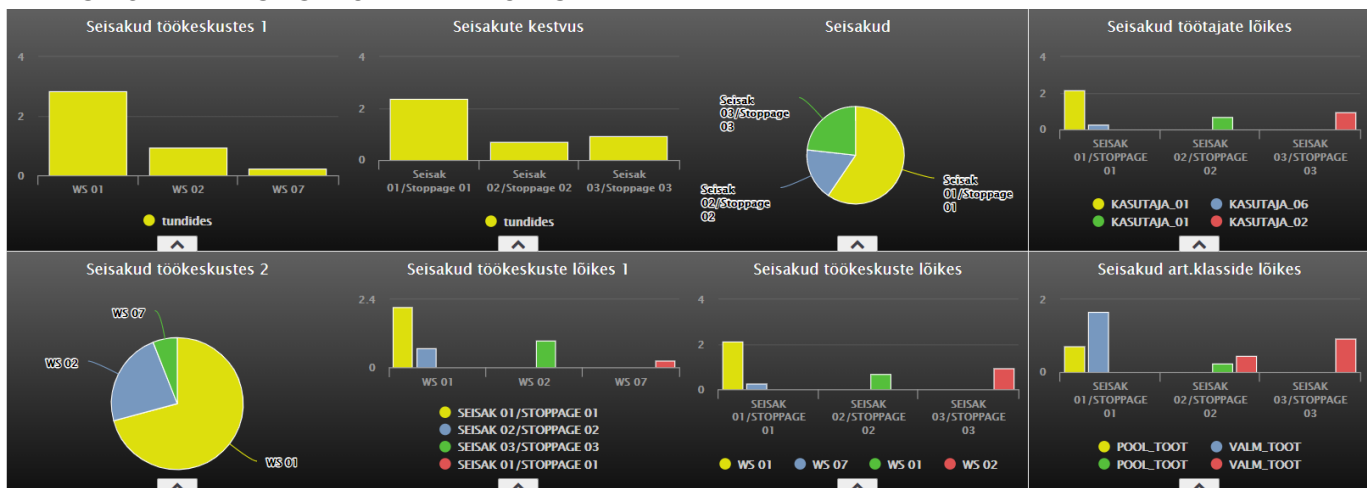 Seisakud töökeskustes 1
4
2
0
WS 01
WS 02
WS 07
tundides
Seisakute kestvus
4
2
0
Seisak
01/Stoppage 01
Seisak
02/Stoppage 02
Seisak
03/Stoppage 03
tundides
Seisakud
Seisak
03/Stoppage
03
Seisak
02/Stoppage
02
Seisak
01/Stoppage
01
Seisakud töötajate lõikes
4
2
0
SEISAK
01/STOPPAGE
01
SEISAK
02/STOPPAGE
02
SEISAK
03/STOPPAGE
03
KASUTAJA_01
KASUTAJA_06
KASUTAJA_01
KASUTAJA_02
Seisakud töökeskustes 2
WS 07
WS 02
WS 01
Seisakud töökeskuste lõikes 1
2.4
0
WS 01
WS 02
WS 07
SEISAK 01/STOPPAGE 01
SEISAK 02/STOPPAGE 02
SEISAK 03/STOPPAGE 03
SEISAK 01/STOPPAGE 01
Seisakud töökeskuste lõikes
4
2
0
SEISAK
01/STOPPAGE
01
SEISAK
02/STOPPAGE
02
SEISAK
03/STOPPAGE
03
WS 01
WS 07
WS 01
WS 02
Seisakud art.klasside lõikes
2
0
SEISAK
01/STOPPAGE
01
SEISAK
02/STOPPAGE
02
SEISAK
03/STOPPAGE
03
POOL_TOOT
VALM_TOOT
POOL_TOOT
VALM_TOOT